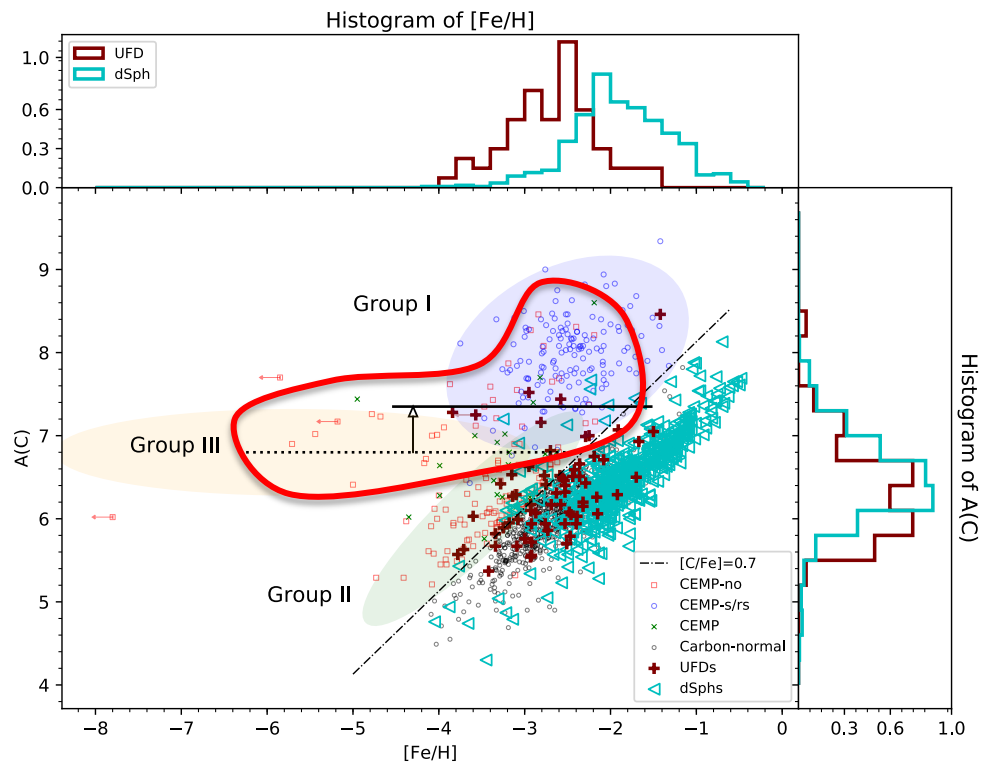 Histogram of [Fe/H]
1.0
0.6
0.3
0.0
UFD
dSph
9
8
7
6
5
4
A(C)
Group I
Group III
Group II
[C/Fe]=0.7
CEMP-no
CEMP-s/rs
CEMP
Carbon-normal
UFDs
dSphs
−8 −7 −6 −5 −4 −3 −2 −1 0
[Fe/H]
0.3 0.6 1.0
Histogram of A(C)